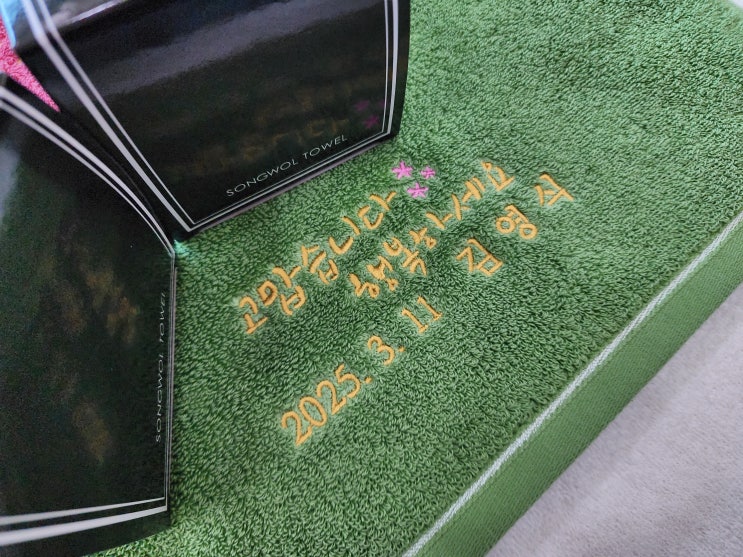 SONGWOL TOWEL
SONGWOL TOWEL
고맙습니다
행복하세요
김영식
2025. 3. 11